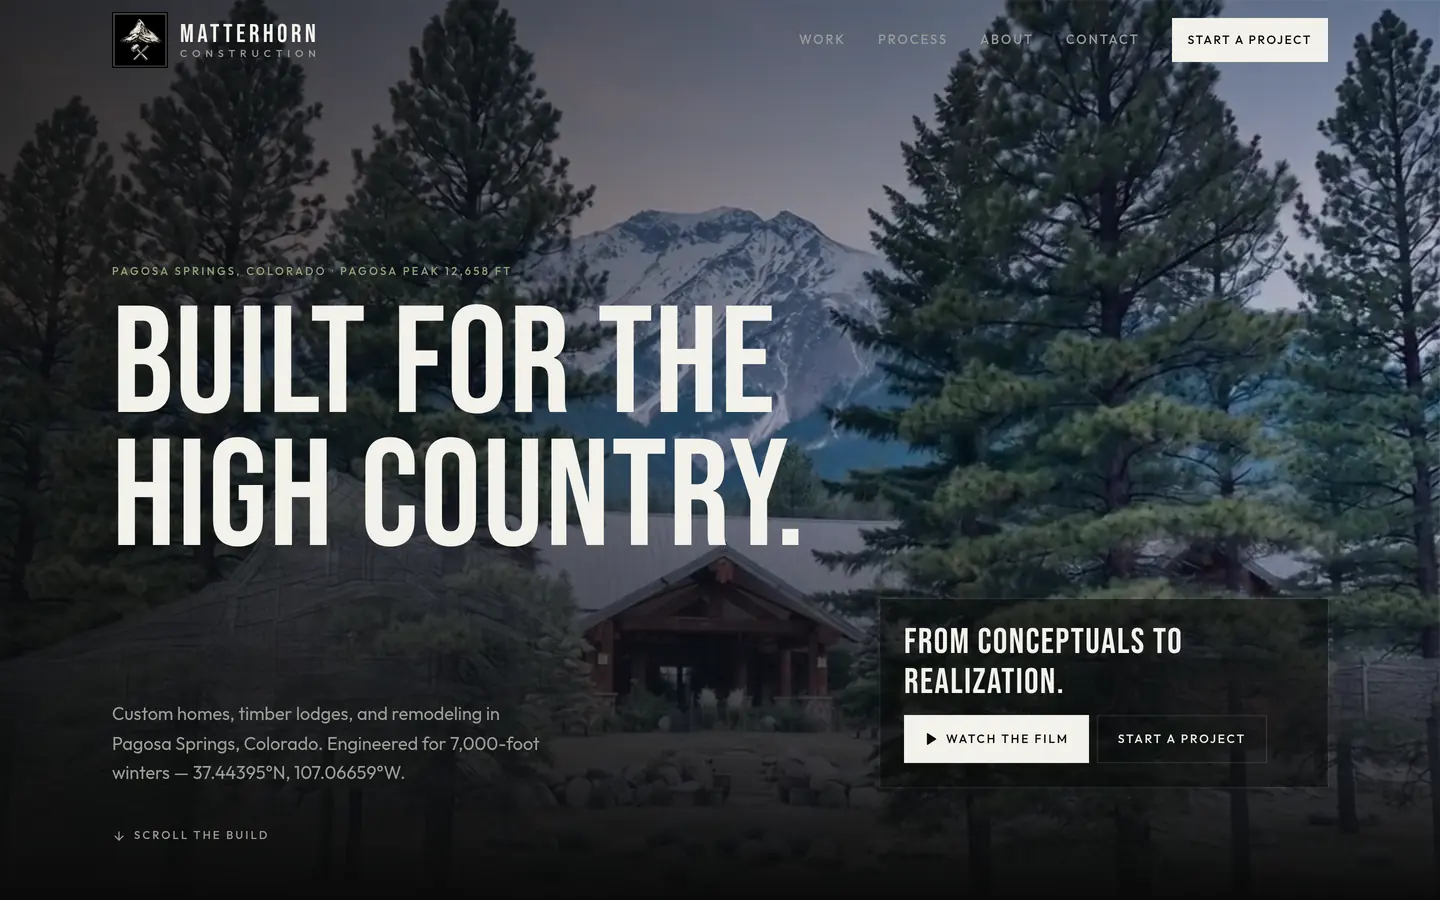 MATTERHORN
CONSTRUCTION
WORK PROCESS ABOUT CONTACT START A PROJECT
PAGOSA SPRINGS, COLORADO · PAGOSA PEAK 12,658 FT
BUILT FOR THE
HIGH COUNTRY.
Custom homes, timber lodges, and remodeling in
Pagosa Springs, Colorado. Engineered for 7,000-foot
winters — 37.44395°N, 107.06659°W.
FROM CONCEPTUALS TO
REALIZATION.
WATCH THE FILM START A PROJECT
SCROLL THE BUILD